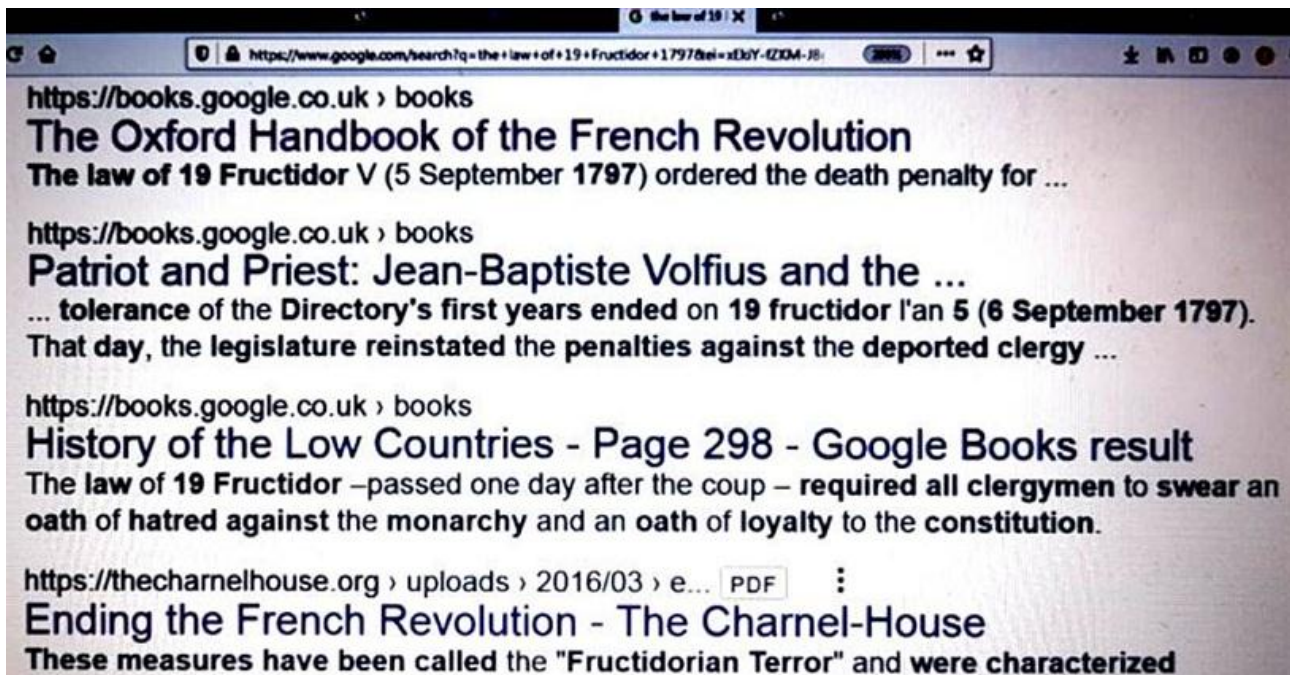 G the law of 19 F X
https://www.google.com/search?q=the+law+of+19+Fructidor+1797&ei=
https://books.google.co.uk › books
The Oxford Handbook of the French Revolution
The law of 19 Fructidor V (5 September 1797) ordered the death penalty for ...
https://books.google.co.uk › books
Patriot and Priest: Jean-Baptiste Volfius and the ...
... tolerance of the Directory's first years ended on 19 fructidor l'an 5 (6 September 1797).
That day, the legislature reinstated the penalties against the deported clergy ...
https://books.google.co.uk › books
History of the Low Countries - Page 298 - Google Books result
The law of 19 Fructidor –passed one day after the coup – required all clergymen to swear an
oath of hatred against the monarchy and an oath of loyalty to the constitution.
https://thecharnelhouse.org › uploads › 2016/03 › e... PDF
Ending the French Revolution - The Charnel-House
These measures have been called the "Fructidorian Terror" and were characterized